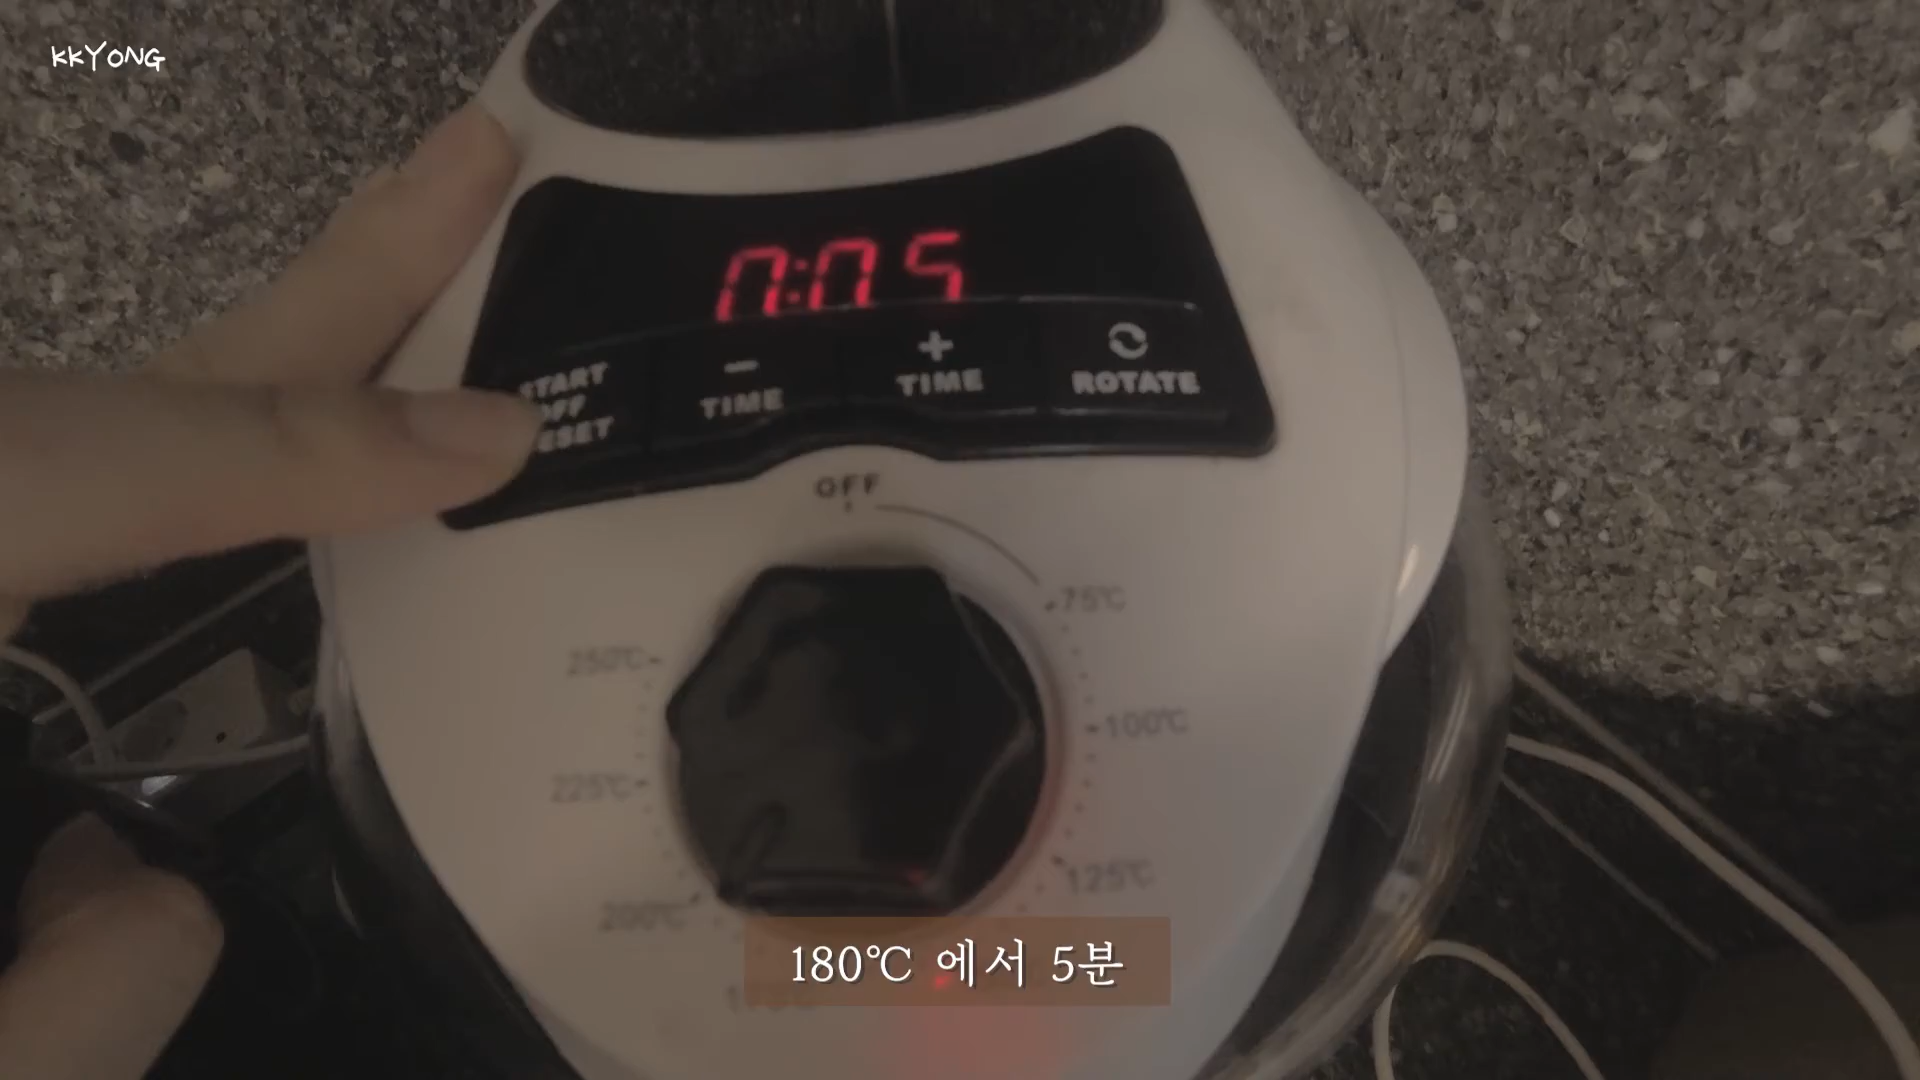 KKYONG
0:05
START
OFF
RESET
−
TIME
+
TIME
ROTATE
OFF
75℃
250℃
100℃
225℃
125℃
200℃
180℃ 에서 5분